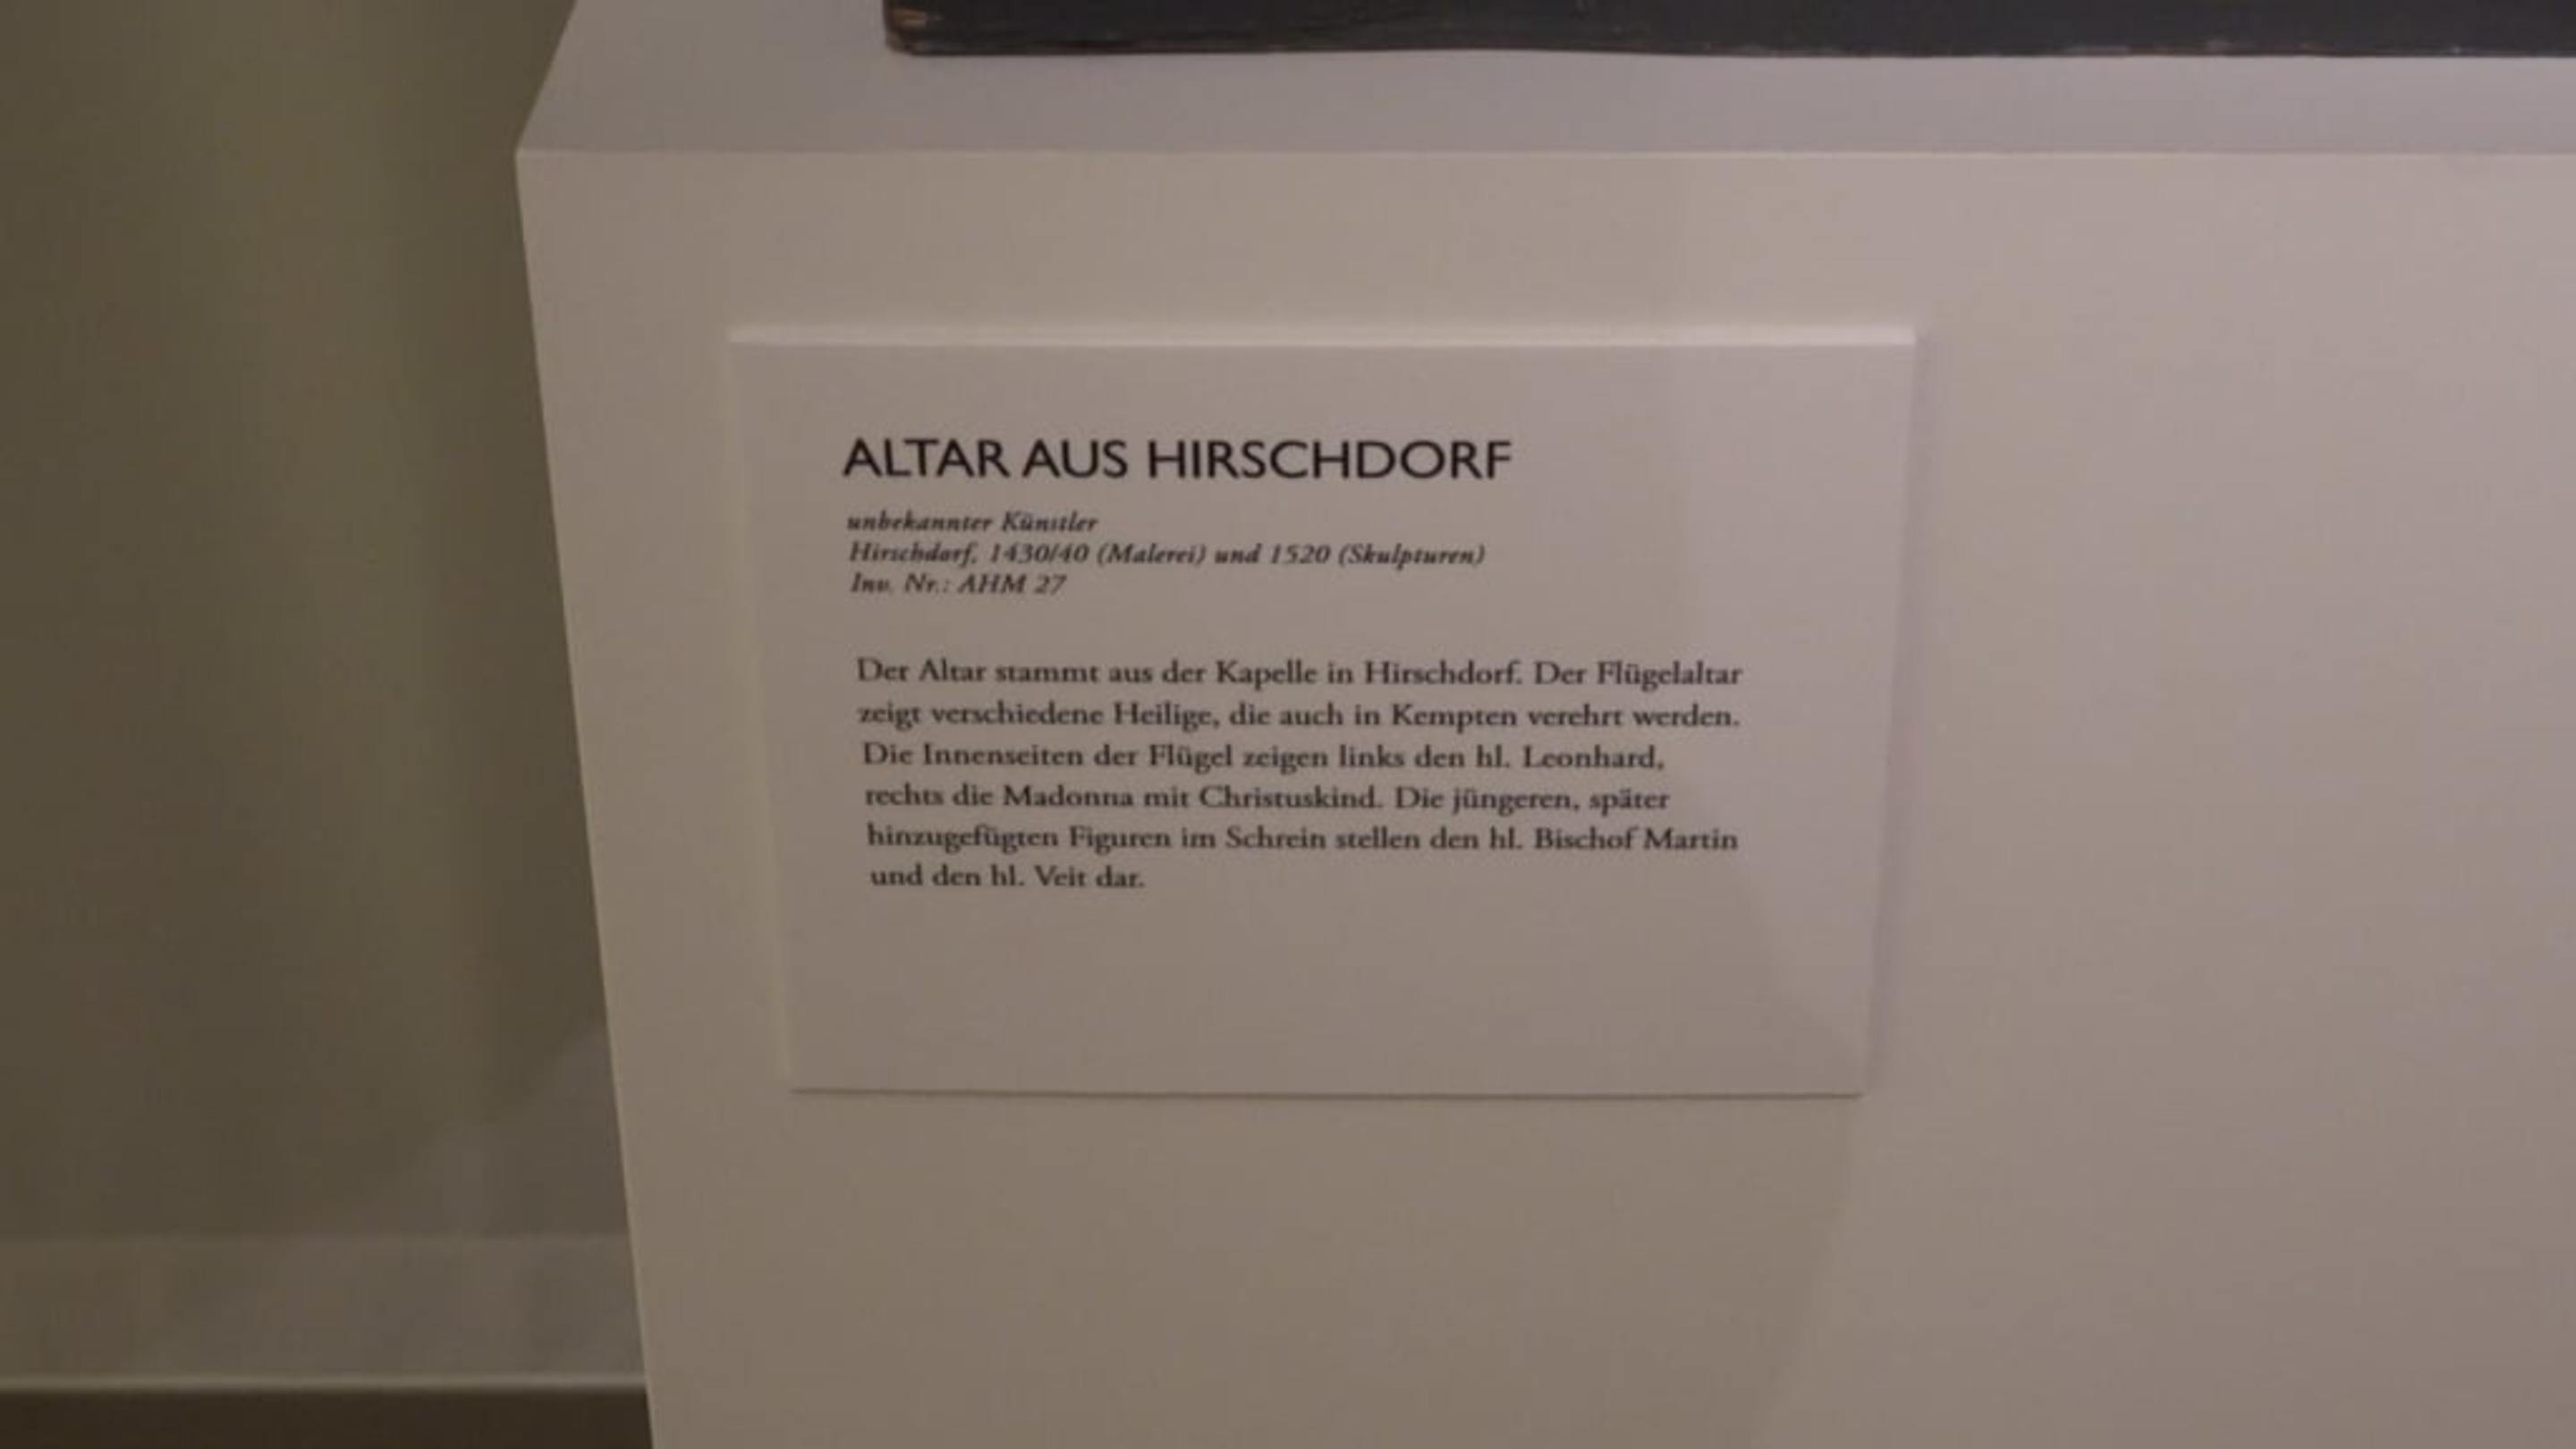 ALTAR AUS HIRSCHDORF
unbekannter Künstler
Hirschdorf, 1430/40 (Malerei) und 1520 (Skulpturen)
Inv. Nr.: AHM 27
Der Altar stammt aus der Kapelle in Hirschdorf. Der Flügelaltar
zeigt verschiedene Heilige, die auch in Kempten verehrt werden.
Die Innenseiten der Flügel zeigen links den hl. Leonhard,
rechts die Madonna mit Christuskind. Die jüngeren, später
hinzugefügten Figuren im Schrein stellen den hl. Bischof Martin
und den hl. Veit dar.